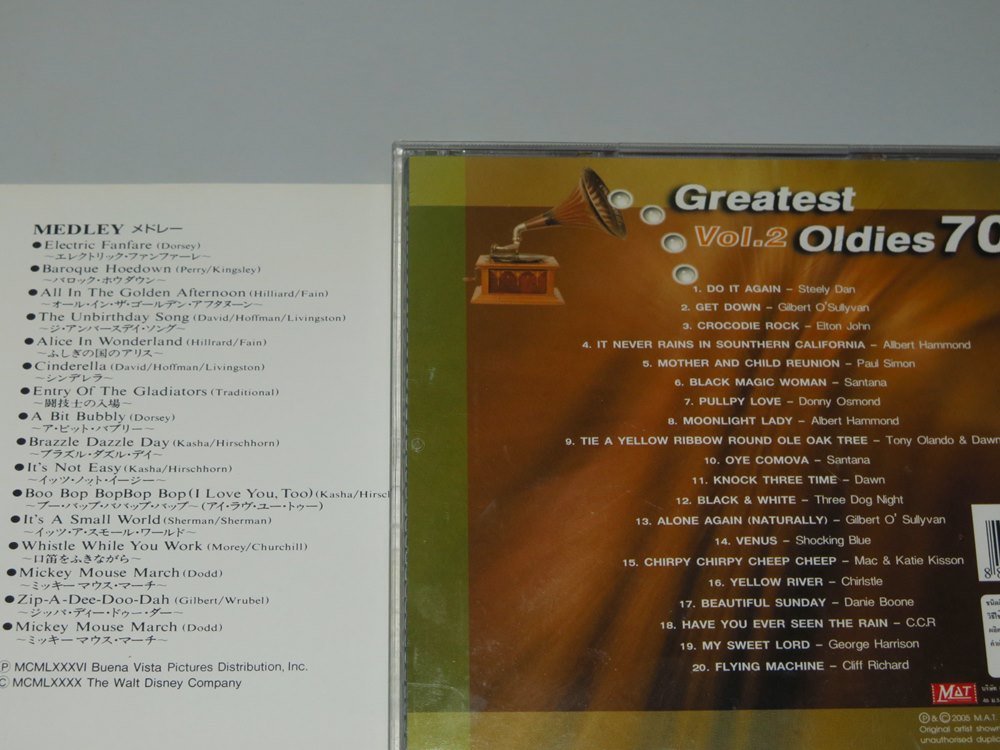 MEDLEY メドレー
●Electric Fanfare (Dorsey)
～エレクトリック・ファンファーレ～
●Baroque Hoedown (Perry/Kingsley)
～バロック・ホウダウン～
●All In The Golden Afternoon (Hilliard/Fain)
～オール・イン・ザ・ゴールデン・アフタヌーン～
●The Unbirthday Song (David/Hoffman/Livingston)
～ジ・アンバースデイ・ソング～
●Alice In Wonderland (Hillrard/Fain)
～ふしぎの国のアリス～
●Cinderella (David/Hoffman/Livingston)
～シンデレラ～
●Entry Of The Gladiators (Traditional)
～闘技士の入場～
●A Bit Bubbly (Dorsey)
～ア・ビット・バブリー～
●Brazzle Dazzle Day (Kasha/Hirschhorn)
～ブラズル・ダズル・デイ～
●It's Not Easy (Kasha/Hirschhorn)
～イッツ・ノット・イージー～
●Boo Bop BopBop Bop (I Love You, Too) (Kasha/Hirsc
～ブー・バップ・ババップ・バップ～(アイ・ラヴ・ユー・トゥー)
●It's A Small World (Sherman/Sherman)
～イッツ・ア・スモール・ワールド～
●Whistle While You Work (Morey/Churchill)
～口笛をふきながら～
●Mickey Mouse March (Dodd)
～ミッキーマウス・マーチ～
●Zip-A-Dee-Doo-Dah (Gilbert/Wrubel)
～ジッパ・ディー・ドゥー・ダー～
●Mickey Mouse March (Dodd)
～ミッキーマウス・マーチ～
Ⓟ MCMLXXXVI Buena Vista Pictures Distribution, Inc.
© MCMLXXXX The Walt Disney Company
Greatest
Vol.2 Oldies 70
1. DO IT AGAIN – Steely Dan
2. GET DOWN – Gilbert O'Sullyvan
3. CROCODIE ROCK – Elton John
4. IT NEVER RAINS IN SOUNTHERN CALIFORNIA – Allbert Hammond
5. MOTHER AND CHILD REUNION – Paul Simon
6. BLACK MAGIC WOMAN – Santana
7. PULLPY LOVE – Donny Osmond
8. MOONLIGHT LADY – Albert Hammond
9. TIE A YELLOW RIBBOW ROUND OLE OAK TREE – Tony Olando & Dawn
10. OYE COMOVA – Santana
11. KNOCK THREE TIME – Dawn
12. BLACK & WHITE – Three Dog Night
13. ALONE AGAIN (NATURALLY) – Gilbert O' Sullyvan
14. VENUS – Shocking Blue
15. CHIRPY CHIRPY CHEEP CHEEP – Mac & Katie Kisson
16. YELLOW RIVER – Chirlstle
17. BEAUTIFUL SUNDAY – Danie Boone
18. HAVE YOU EVER SEEN THE RAIN – C.C.R
19. MY SWEET LORD – George Harrison
20. FLYING MACHINE – Cliff Richard
MAT บริษัท
Ⓟ & © 2005 M.A.T.
Original artist shown
unauthorised duplic